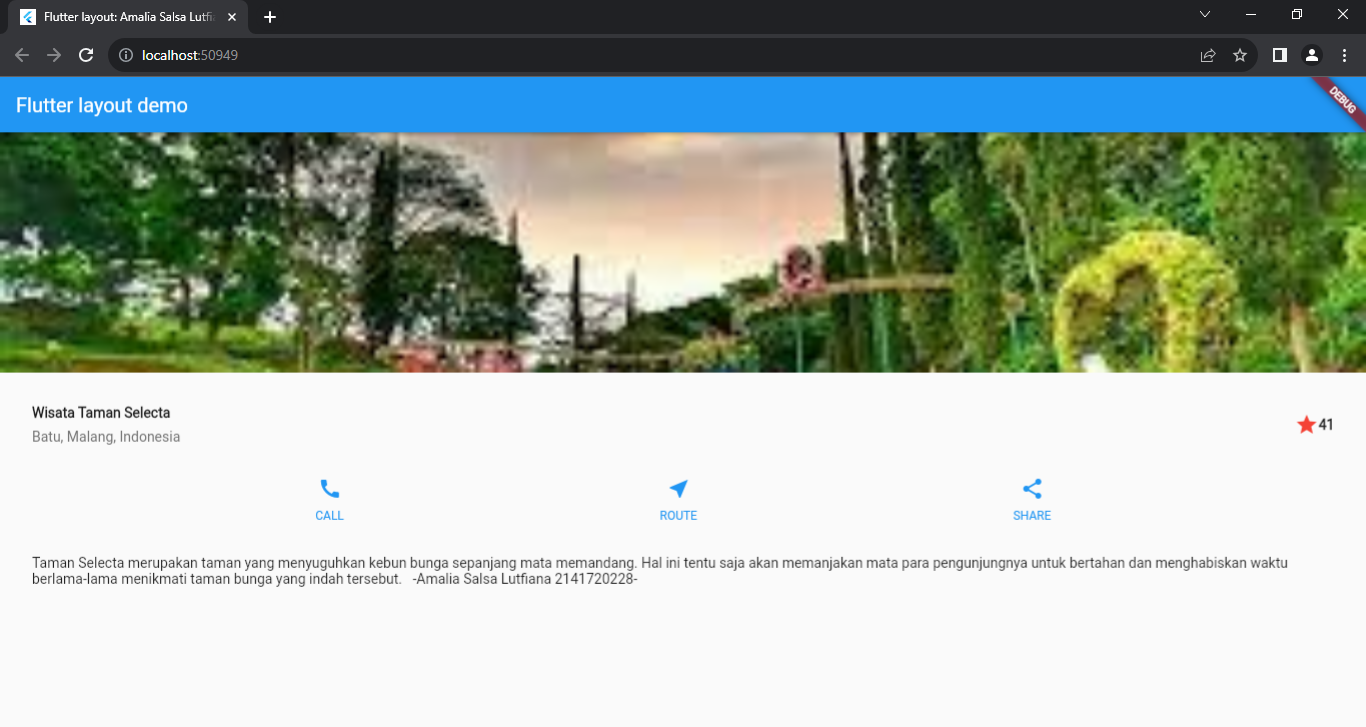 Flutter layout: Amalia Salsa Lutfi
localhost:50949
Flutter layout demo
DEBUG
Wisata Taman Selecta
Batu, Malang, Indonesia
41
CALL
ROUTE
SHARE
Taman Selecta merupakan taman yang menyuguhkan kebun bunga sepanjang mata memandang. Hal ini tentu saja akan memanjakan mata para pengunjungnya untuk bertahan dan menghabiskan waktu
berlama-lama menikmati taman bunga yang indah tersebut.   -Amalia Salsa Lutfiana 2141720228-